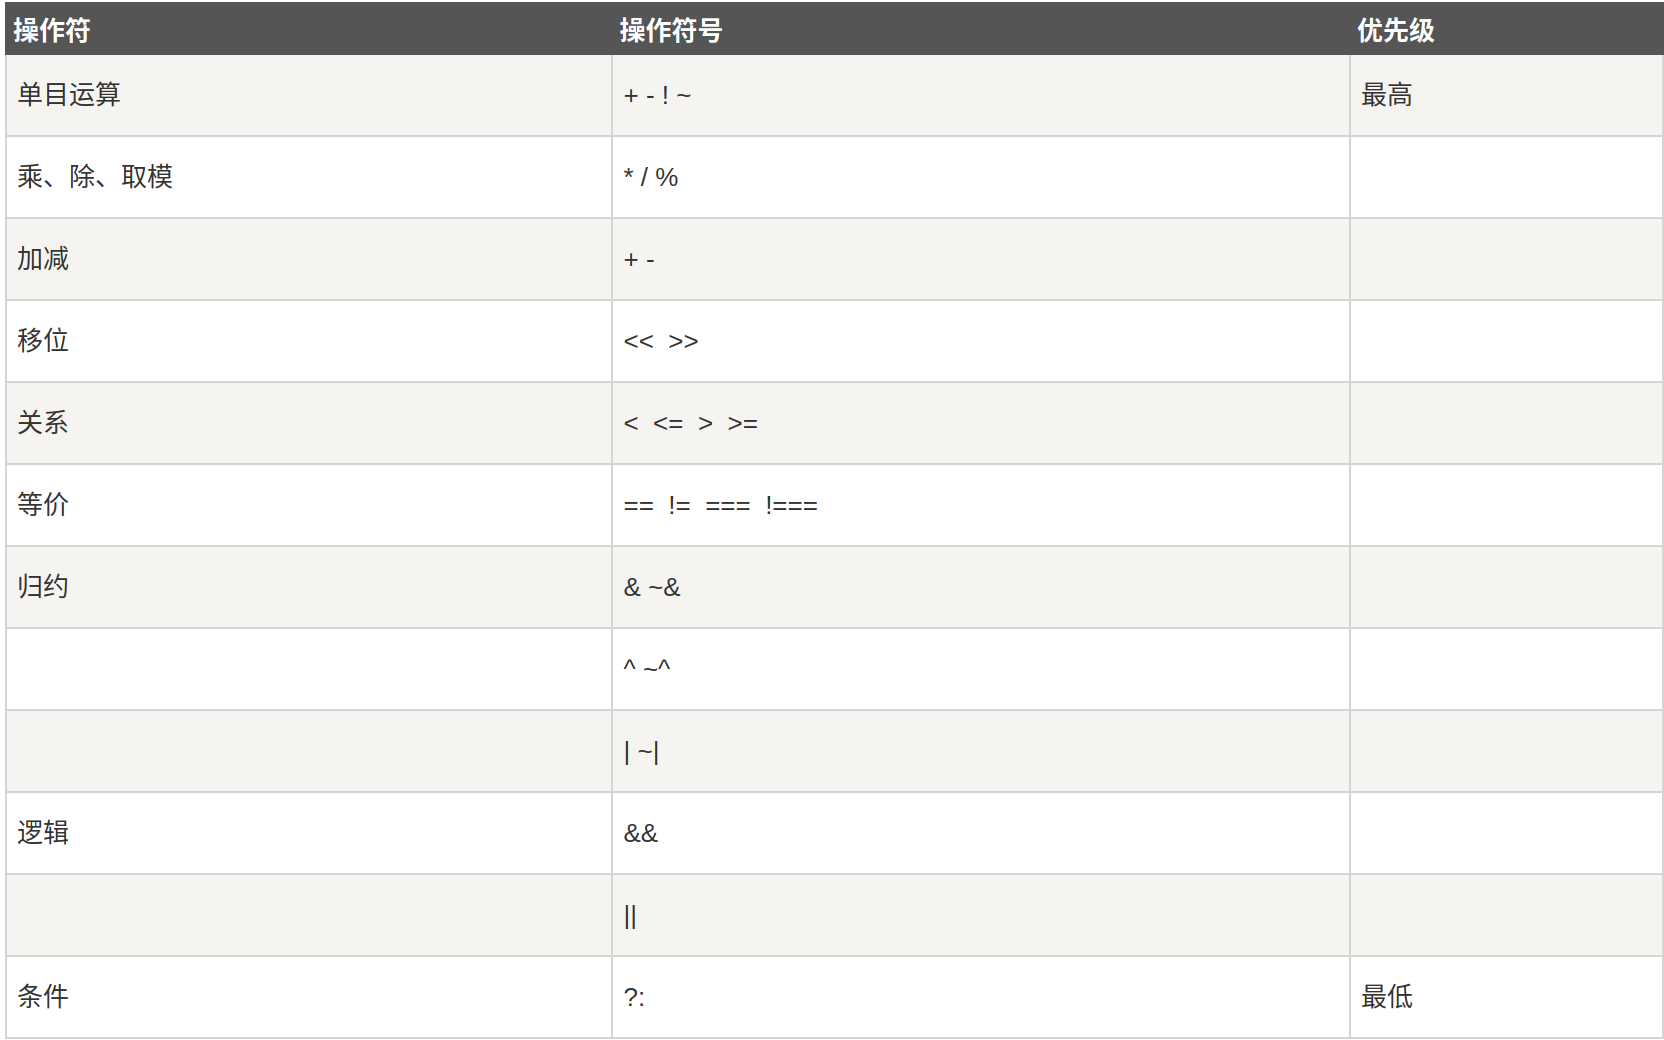 操作符 操作符号 优先级
单目运算 + - ! ~ 最高
乘、除、取模 * / %
加减 + -
移位 << >>
关系 < <= > >=
等价 == != === !===
归约 & ~&
^ ~^
| ~|
逻辑 &&
||
条件 ?: 最低